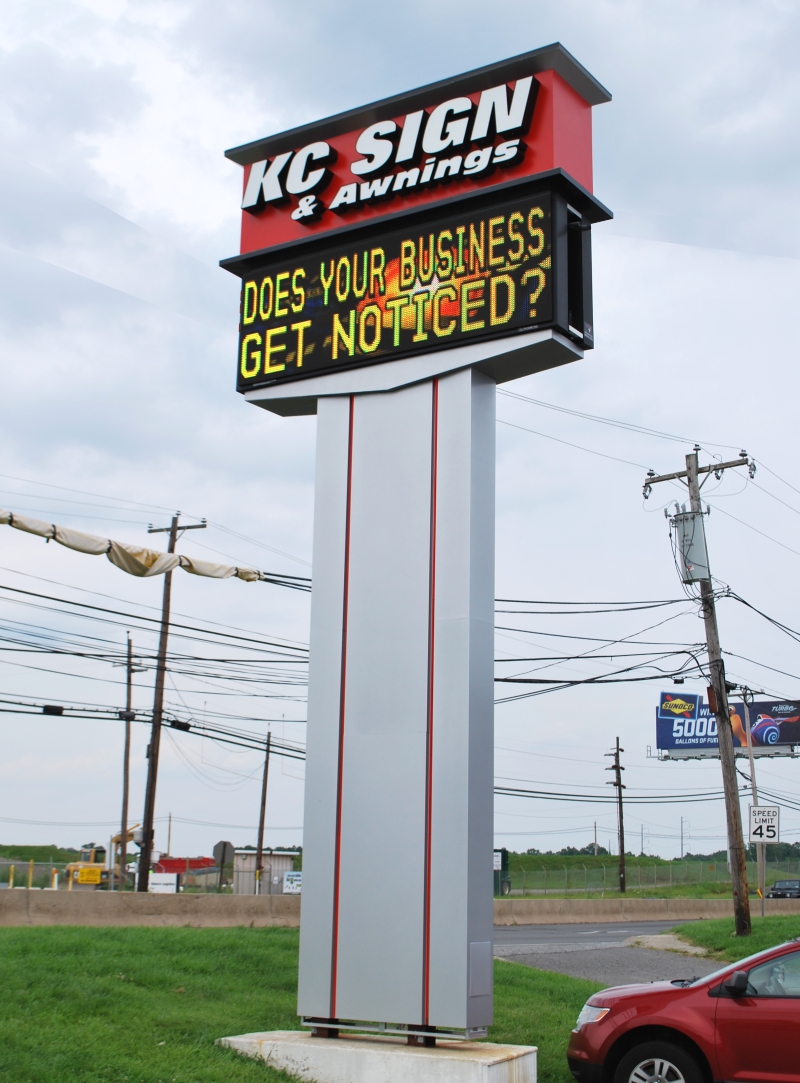 KC SIGN
& Awnings
DOES YOUR BUSINESS
GET NOTICED?
SUNOCO
5000
GALLONS OF FUEL
TURBO
SPEED
LIMIT
45